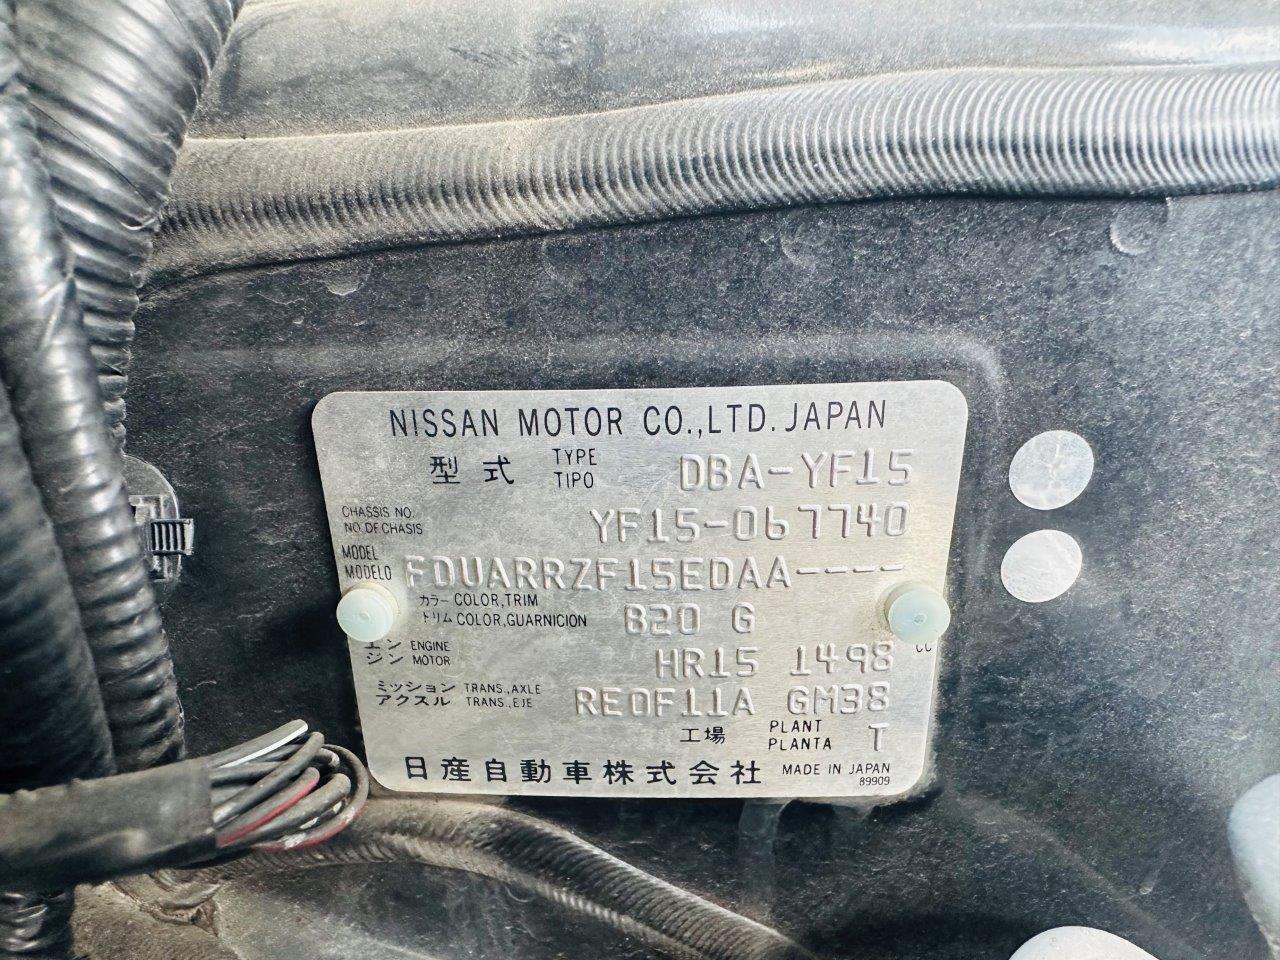 NISSAN MOTOR CO.,LTD. JAPAN
型式 TYPE TIPO DBA-YF15
CHASSIS NO. NO. DE CHASIS YF15-067740
MODEL MODELO FDUARRZF15EDAA----
カラー COLOR,TRIM
トリム COLOR,GUARNICION B20 G
エンジン ENGINE MOTOR HR15 1498 CC
ミッション TRANS.,AXLE
アクスル TRANS.,EJE RE0F11A GM38
工場 PLANT PLANTA T
日産自動車株式会社 MADE IN JAPAN
89909